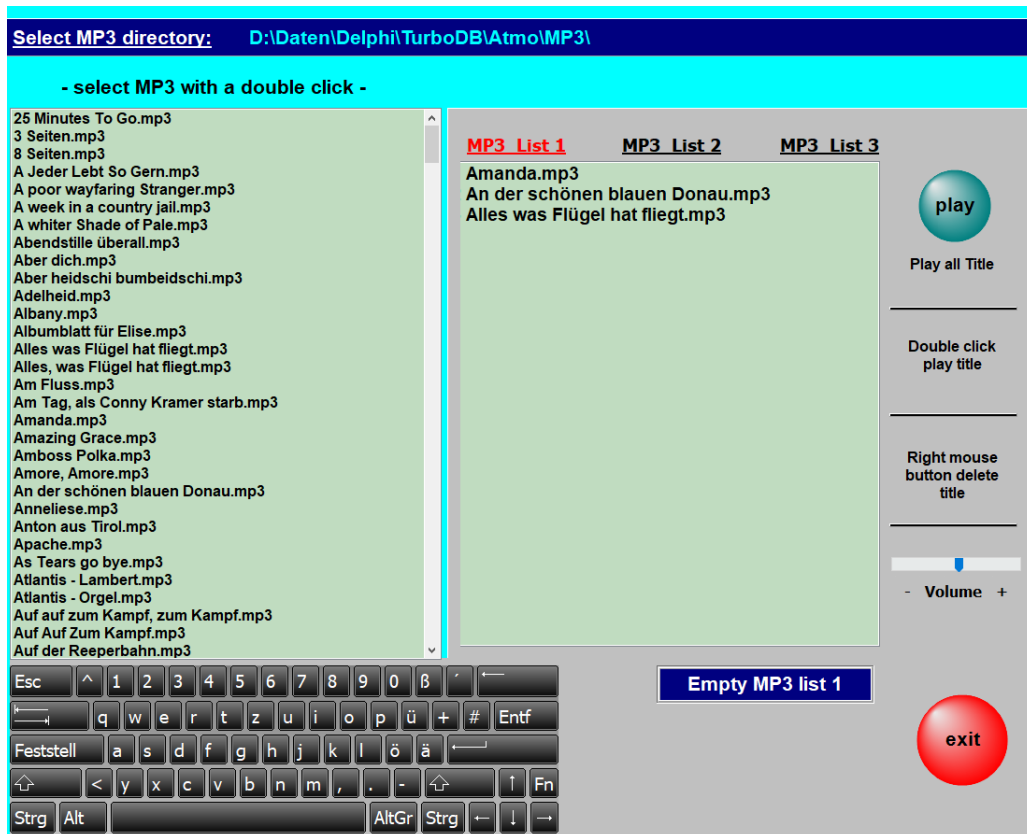 Select MP3 directory: D:\Daten\Delphi\TurboDB\Atmo\MP3\
- select MP3 with a double click -
25 Minutes To Go.mp3
3 Seiten.mp3
8 Seiten.mp3
A Jeder Lebt So Gern.mp3
A poor wayfaring Stranger.mp3
A week in a country jail.mp3
A whiter Shade of Pale.mp3
Abendstille überall.mp3
Aber dich.mp3
Aber heidschi bumbeidschi.mp3
Adelheid.mp3
Albany.mp3
Albumblatt für Elise.mp3
Alles was Flügel hat fliegt.mp3
Alles, was Flügel hat fliegt.mp3
Am Fluss.mp3
Am Tag, als Conny Kramer starb.mp3
Amanda.mp3
Amazing Grace.mp3
Amboss Polka.mp3
Amore, Amore.mp3
An der schönen blauen Donau.mp3
Anneliese.mp3
Anton aus Tirol.mp3
Apache.mp3
As Tears go bye.mp3
Atlantis - Lambert.mp3
Atlantis - Orgel.mp3
Auf auf zum Kampf, zum Kampf.mp3
Auf Auf Zum Kampf.mp3
Auf der Reeperbahn.mp3
MP3 List 1 MP3 List 2 MP3 List 3
Amanda.mp3
An der schönen blauen Donau.mp3
Alles was Flügel hat fliegt.mp3
play
Play all Title
Double click
play title
Right mouse
button delete
title
- Volume +
Empty MP3 list 1
exit
Esc ^ 1 2 3 4 5 6 7 8 9 0 ß ´ ←
q w e r t z u i o p ü + # Entf
Feststell a s d f g h j k l ö ä
< y x c v b n m , . - ↑ Fn
Strg Alt AltGr Strg ← ↓ →